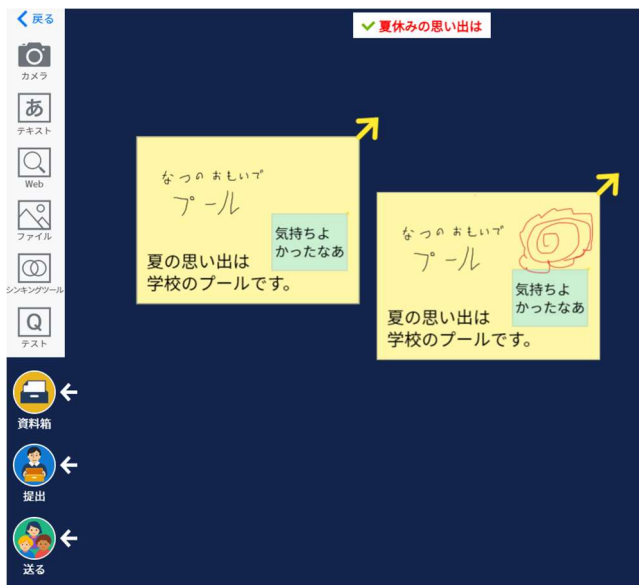 戻る
カメラ
テキスト
Web
ファイル
シンキングツール
テスト
資料箱
提出
送る
夏休みの思い出は
なつのおもいで
プール
気持ちよ
かったなあ
夏の思い出は
学校のプールです。
なつのおもいで
プール
気持ちよ
かったなあ
夏の思い出は
学校のプールです。